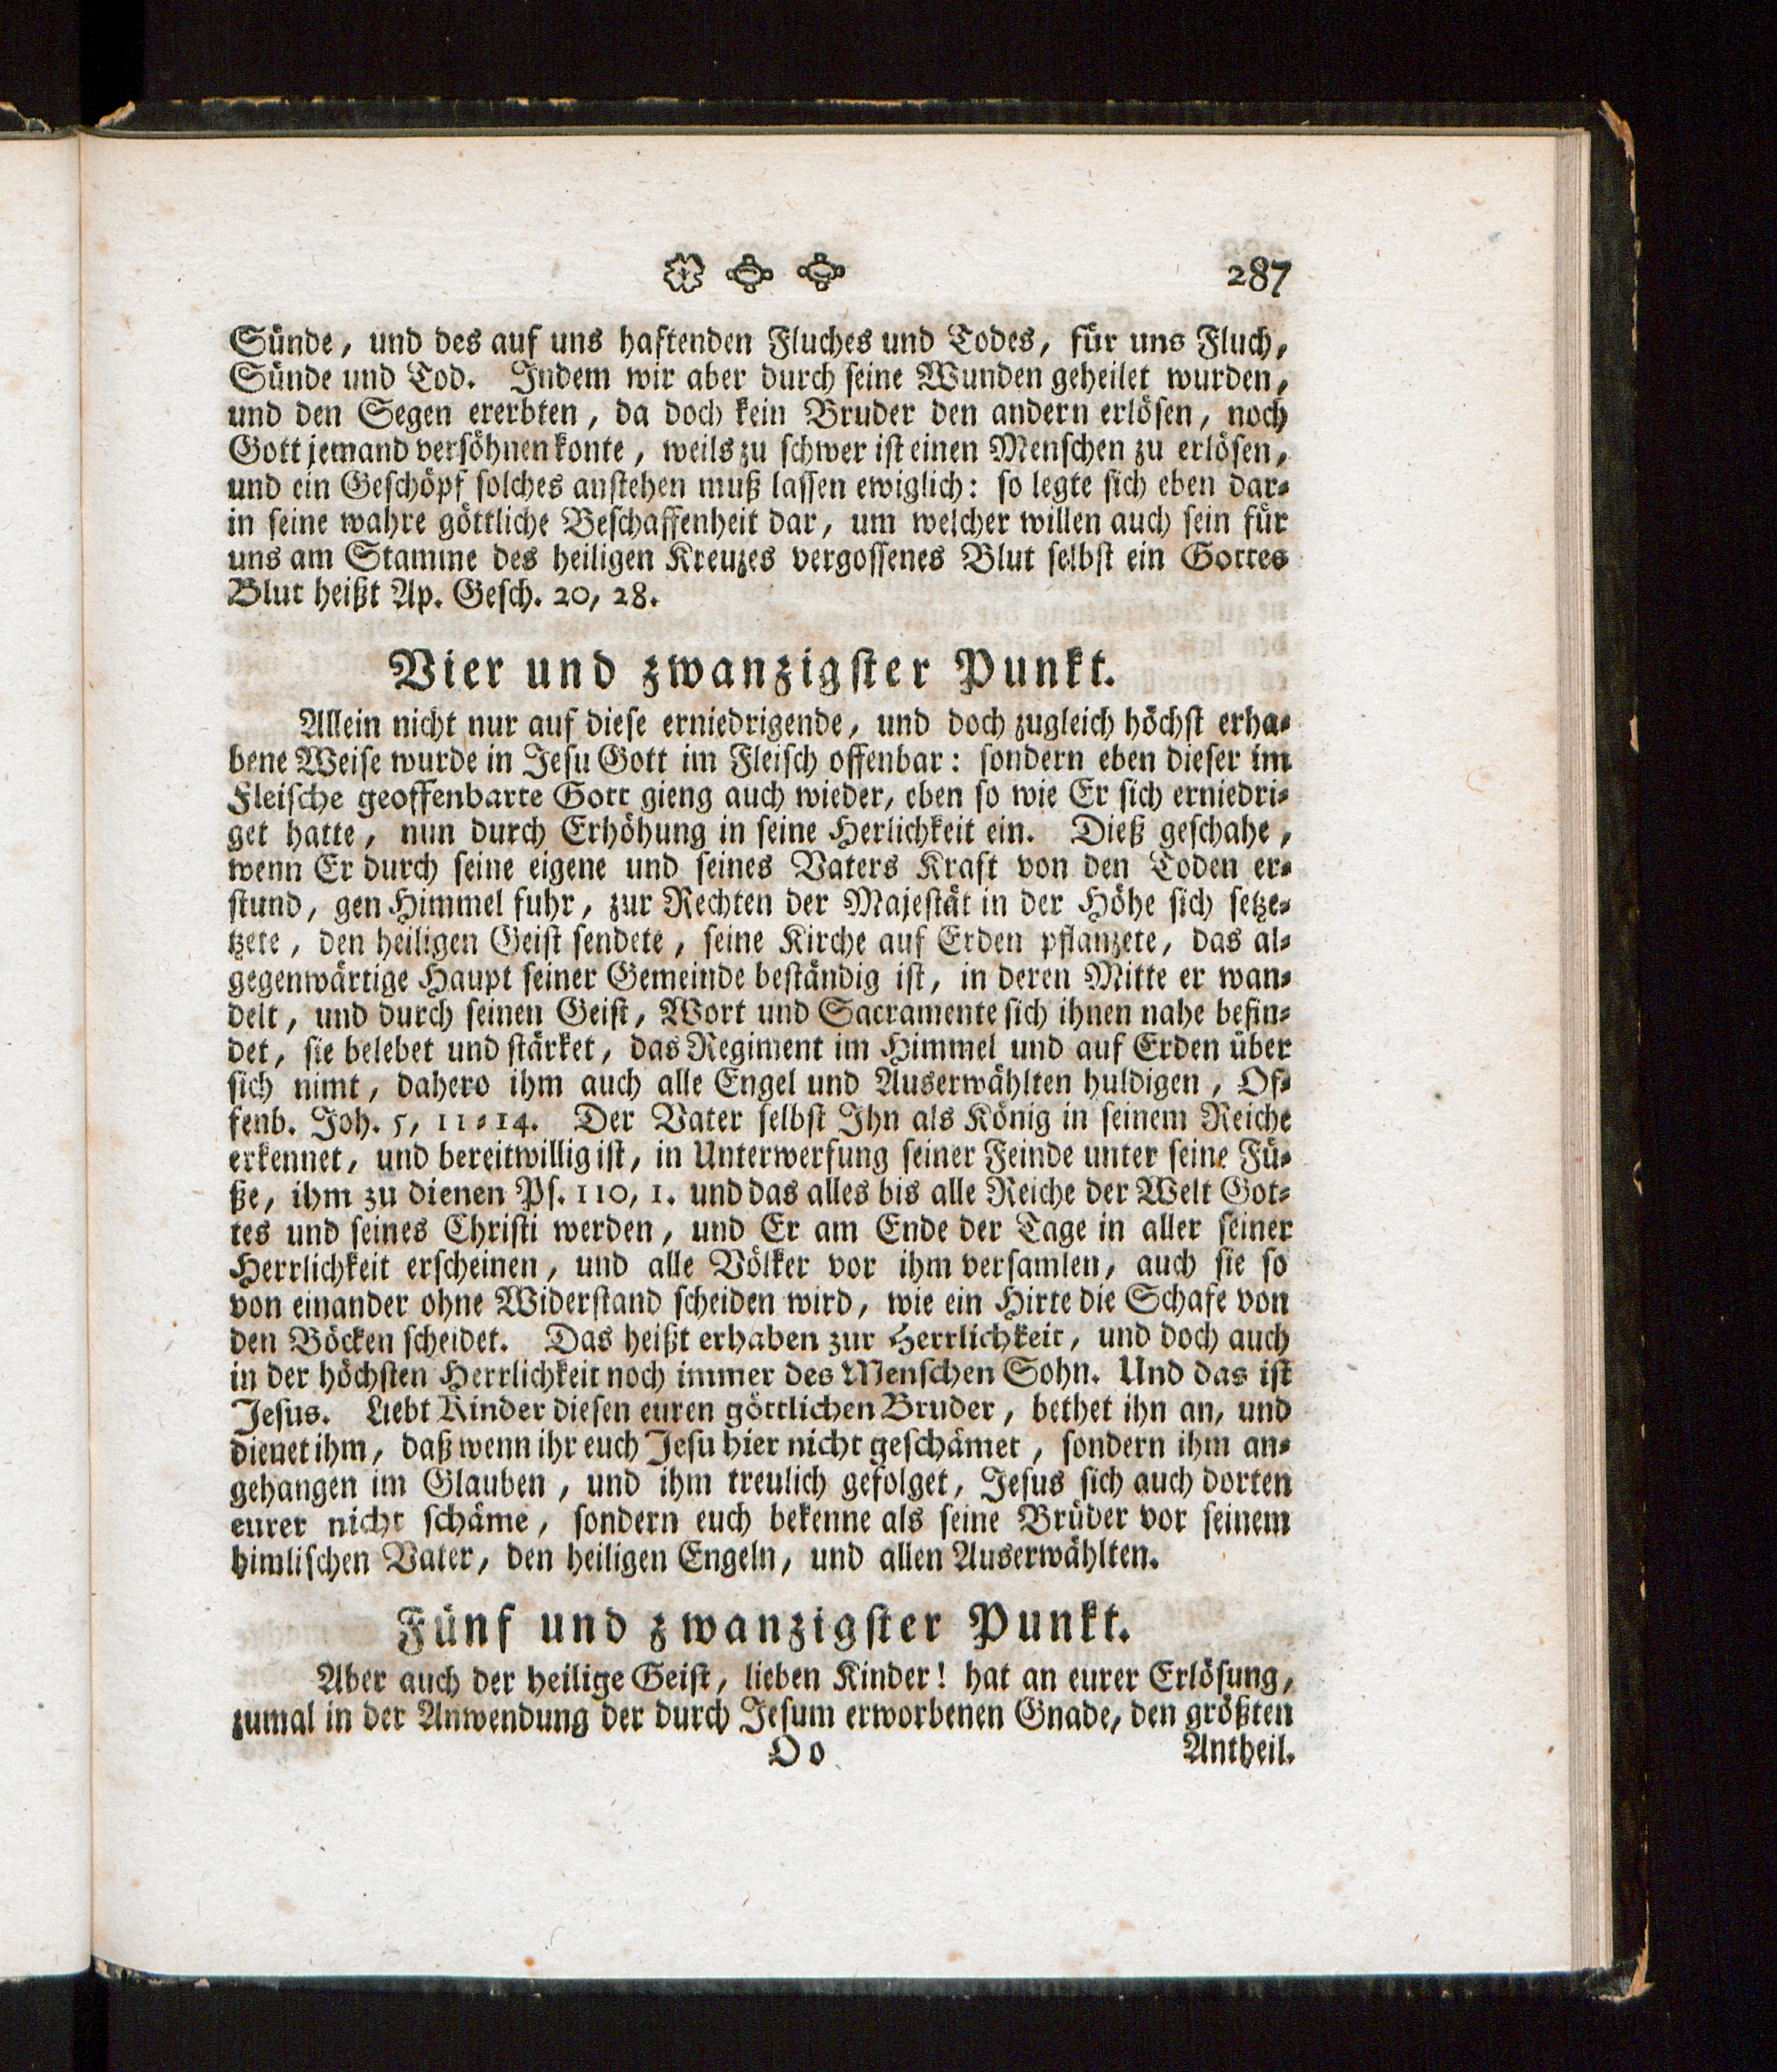 287
Sünde, und des auf uns haftenden Fluches und Todes, für uns Fluch,
Sünde und Tod. Indem wir aber durch seine Wunden geheilet wurden,
und den Segen ererbten, da doch kein Bruder den andern erlösen, noch
Gott jemand versöhnen konte, weils zu schwer ist einen Menschen zu erlösen,
und ein Geschöpf solches anstehen muß lassen ewiglich: so legte sich eben dar-
in seine wahre göttliche Beschaffenheit dar, um welcher willen auch sein für
uns am Stamme des heiligen Kreuzes vergossenes Blut selbst ein Gottes
Blut heißt Ap. Gesch. 20, 28.
Vier und zwanzigster Punkt.
Allein nicht nur auf diese erniedrigende, und doch zugleich höchst erha-
bene Weise wurde in Jesu Gott im Fleisch offenbar: sondern eben dieser im
Fleische geoffenbarte Gott gieng auch wieder, eben so wie Er sich erniedri-
get hatte, nun durch Erhöhung in seine Herlichkeit ein. Dieß geschahe,
wenn Er durch seine eigene und seines Vaters Kraft von den Toden er-
stund, gen Himmel fuhr, zur Rechten der Majestät in der Höhe sich setze-
tzete, den heiligen Geist sendete, seine Kirche auf Erden pflanzete, das al-
gegenwärtige Haupt seiner Gemeinde beständig ist, in deren Mitte er wan-
delt, und durch seinen Geist, Wort und Sacramente sich ihnen nahe befin-
det, sie belebet und stärket, das Regiment im Himmel und auf Erden über
sich nimt, dahero ihm auch alle Engel und Auserwählten huldigen, Of-
fenb. Joh. 5, 11-14. Der Vater selbst Ihn als König in seinem Reiche
erkennet, und bereitwillig ist, in Unterwerfung seiner Feinde unter seine Fü-
ße, ihm zu dienen Ps. 110, 1. und das alles bis alle Reiche der Welt Got-
tes und seines Christi werden, und Er am Ende der Tage in aller seiner
Herrlichkeit erscheinen, und alle Völker vor ihm versamlen, auch sie so
von einander ohne Widerstand scheiden wird, wie ein Hirte die Schafe von
den Böcken scheidet. Das heißt erhaben zur Herrlichkeit, und doch auch
in der höchsten Herrlichkeit noch immer des Menschen Sohn. Und das ist
Jesus. Liebt Kinder diesen euren göttlichen Bruder, bethet ihn an, und
dienet ihm, daß wenn ihr euch Jesu hier nicht geschämet, sondern ihm an-
gehangen im Glauben, und ihm treulich gefolget, Jesus sich auch dorten
eurer nicht schäme, sondern euch bekenne als seine Brüder vor seinem
himlischen Vater, den heiligen Engeln, und allen Auserwählten.
Fünf und zwanzigster Punkt.
Aber auch der heilige Geist, lieben Kinder! hat an eurer Erlösung,
zumal in der Anwendung der durch Jesum erworbenen Gnade, den größten
O o Antheil.